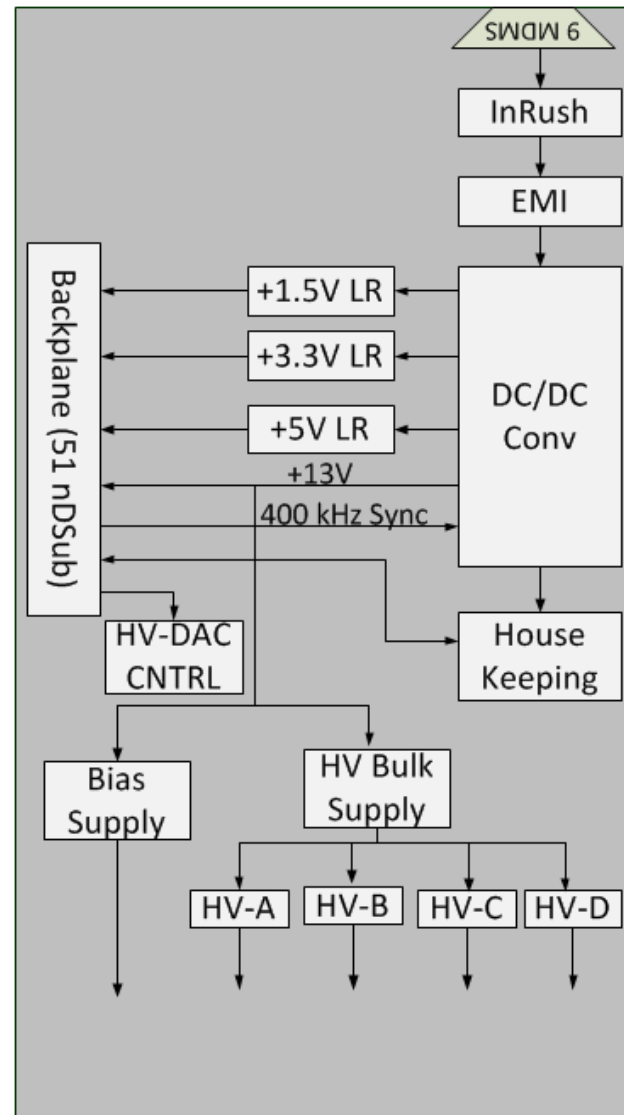 9 MDMS
InRush
EMI
Backplane (51 nDSub)
+1.5V LR
+3.3V LR
+5V LR
DC/DC
Conv
+13V
400 kHz Sync
HV-DAC
CNTRL
House
Keeping
Bias
Supply
HV Bulk
Supply
HV-A
HV-B
HV-C
HV-D